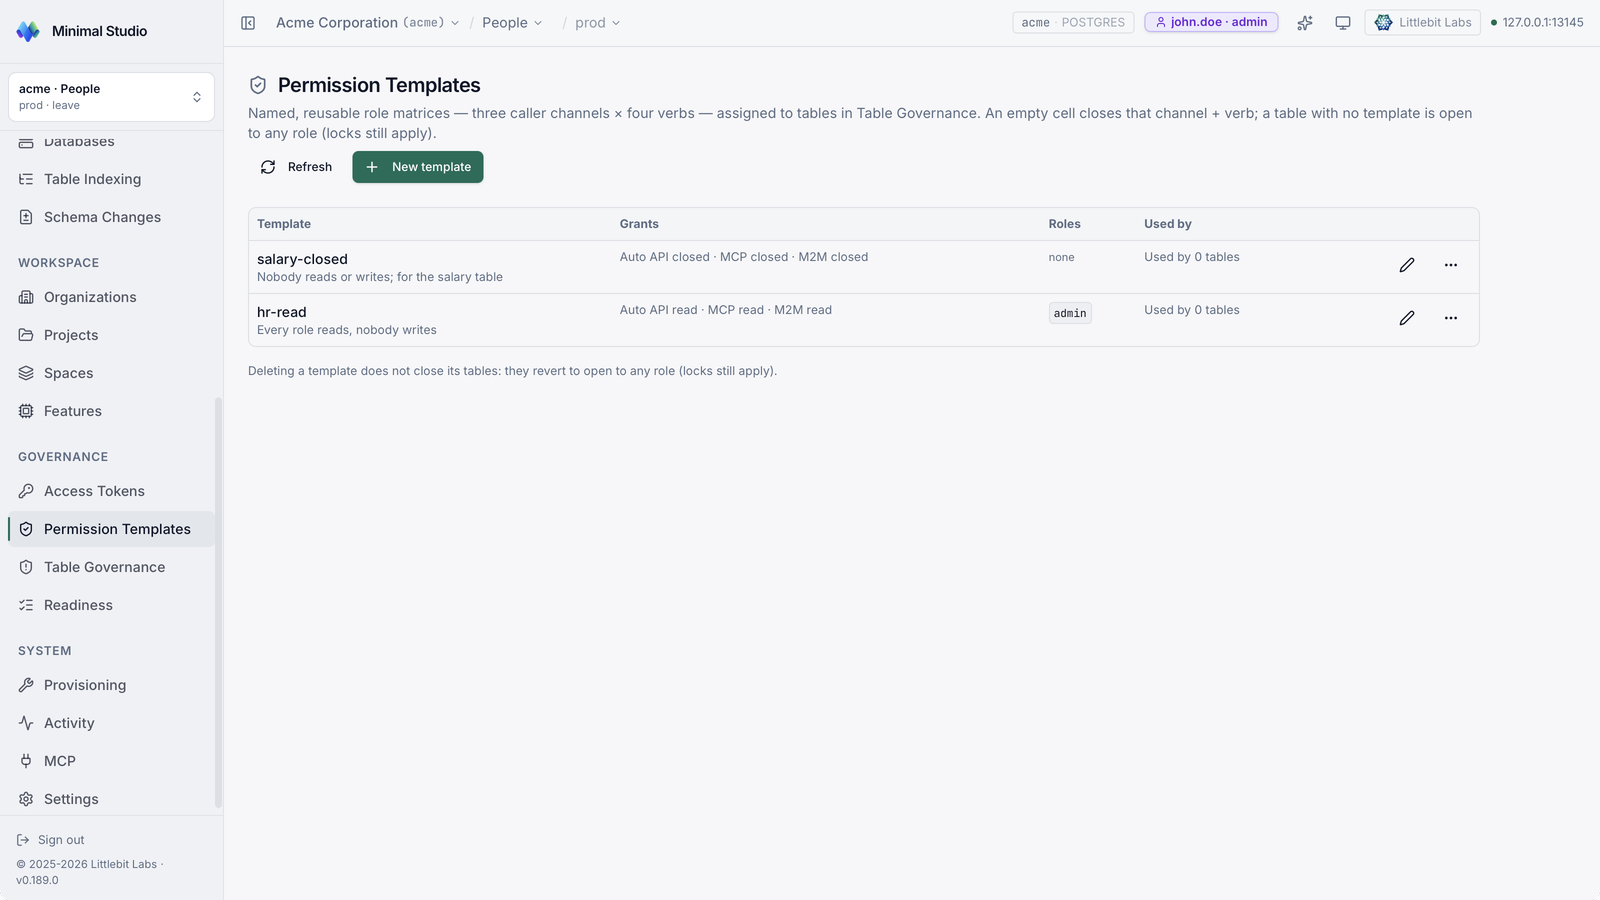 Minimal Studio
acme · People
prod · leave
Databases
Table Indexing
Schema Changes
WORKSPACE
Organizations
Projects
Spaces
Features
GOVERNANCE
Access Tokens
Permission Templates
Table Governance
Readiness
SYSTEM
Provisioning
Activity
MCP
Settings
Sign out
© 2025-2026 Littlebit Labs ·
v0.189.0
Acme Corporation (acme) / People / prod
acme · POSTGRES
john.doe · admin
Littlebit Labs
127.0.0.1:13145
Permission Templates
Named, reusable role matrices — three caller channels × four verbs — assigned to tables in Table Governance. An empty cell closes that channel + verb; a table with no template is open
to any role (locks still apply).
Refresh
New template
Template Grants Roles Used by
salary-closed Auto API closed · MCP closed · M2M closed none Used by 0 tables
Nobody reads or writes; for the salary table
hr-read Auto API read · MCP read · M2M read admin Used by 0 tables
Every role reads, nobody writes
Deleting a template does not close its tables: they revert to open to any role (locks still apply).